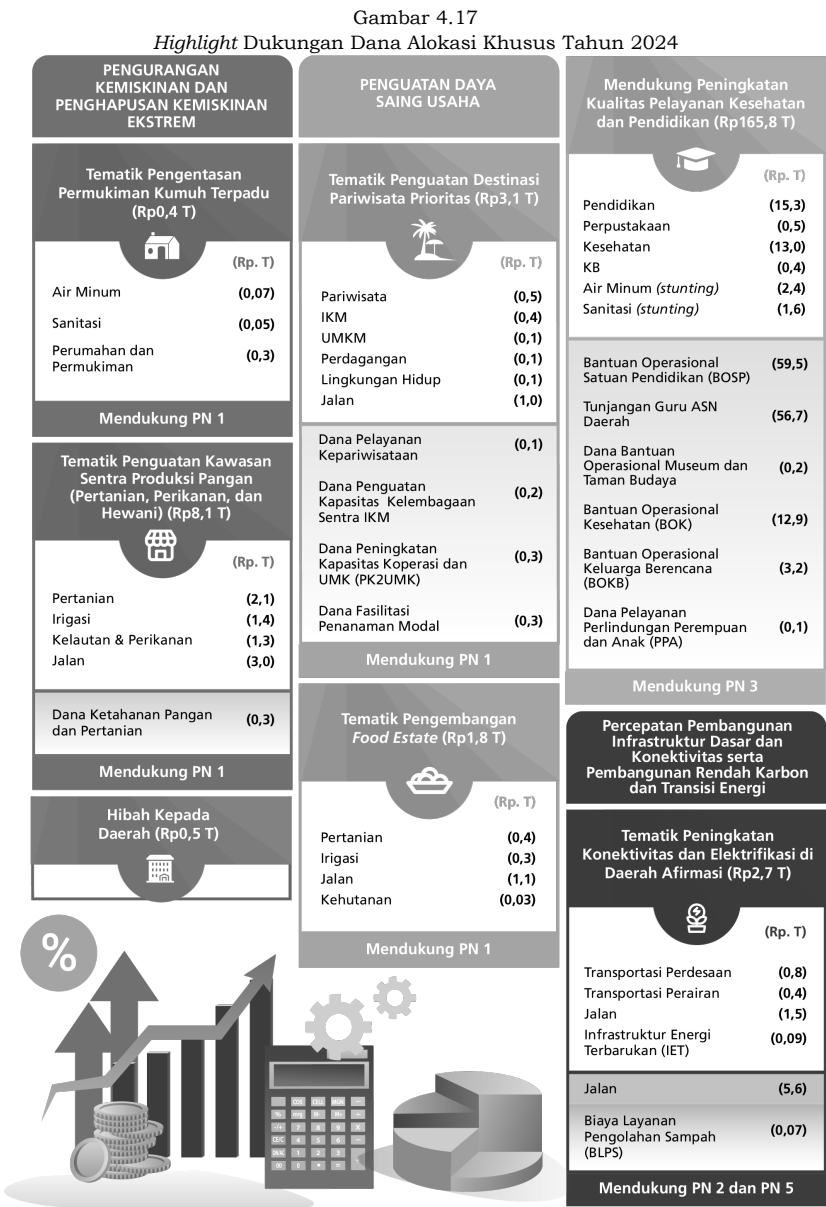 Gambar 4.17
Highlight Dukungan Dana Alokasi Khusus Tahun 2024
PENGURANGAN
KEMISKINAN DAN
PENGHAPUSAN KEMISKINAN
EKSTREM
Tematik Pengentasan
Permukiman Kumuh Terpadu
(Rp0,4 T)
(Rp. T)
Air Minum (0,07)
Sanitasi (0,05)
Perumahan dan
Permukiman (0,3)
Mendukung PN 1
Tematik Penguatan Kawasan
Sentra Produksi Pangan
(Pertanian, Perikanan, dan
Hewani) (Rp8,1 T)
(Rp. T)
Pertanian (2,1)
Irigasi (1,4)
Kelautan & Perikanan (1,3)
Jalan (3,0)
Dana Ketahanan Pangan
dan Pertanian (0,3)
Mendukung PN 1
Hibah Kepada
Daerah (Rp0,5 T)
PENGUATAN DAYA
SAING USAHA
Tematik Penguatan Destinasi
Pariwisata Prioritas (Rp3,1 T)
(Rp. T)
Pariwisata (0,5)
IKM (0,4)
UMKM (0,1)
Perdagangan (0,1)
Lingkungan Hidup (0,1)
Jalan (1,0)
Dana Pelayanan
Kepariwisataan (0,1)
Dana Penguatan
Kapasitas Kelembagaan (0,2)
Sentra IKM
Dana Peningkatan
Kapasitas Koperasi dan (0,3)
UMK (PK2UMK)
Dana Fasilitasi
Penanaman Modal (0,3)
Mendukung PN 1
Tematik Pengembangan
Food Estate (Rp1,8 T)
(Rp. T)
Pertanian (0,4)
Irigasi (0,3)
Jalan (1,1)
Kehutanan (0,03)
Mendukung PN 1
Mendukung Peningkatan
Kualitas Pelayanan Kesehatan
dan Pendidikan (Rp165,8 T)
(Rp. T)
Pendidikan (15,3)
Perpustakaan (0,5)
Kesehatan (13,0)
KB (0,4)
Air Minum (stunting) (2,4)
Sanitasi (stunting) (1,6)
Bantuan Operasional (59,5)
Satuan Pendidikan (BOSP)
Tunjangan Guru ASN (56,7)
Daerah
Dana Bantuan
Operasional Museum dan (0,2)
Taman Budaya
Bantuan Operasional (12,9)
Kesehatan (BOK)
Bantuan Operasional
Keluarga Berencana (3,2)
(BOKB)
Dana Pelayanan
Perlindungan Perempuan (0,1)
dan Anak (PPA)
Mendukung PN 3
Percepatan Pembangunan
Infrastruktur Dasar dan
Konektivitas serta
Pembangunan Rendah Karbon
dan Transisi Energi
Tematik Peningkatan
Konektivitas dan Elektrifikasi di
Daerah Afirmasi (Rp2,7 T)
(Rp. T)
Transportasi Perdesaan (0,8)
Transportasi Perairan (0,4)
Jalan (1,5)
Infrastruktur Energi (0,09)
Terbarukan (IET)
Jalan (5,6)
Biaya Layanan
Pengolahan Sampah (0,07)
(BLPS)
Mendukung PN 2 dan PN 5
%